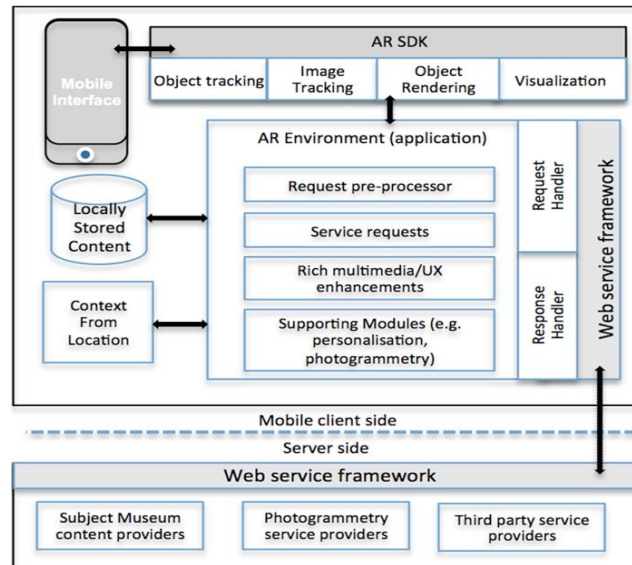 AR SDK
Mobile
Interface
Object tracking
Image
Tracking
Object
Rendering
Visualization
AR Environment (application)
Request pre-processor
Service requests
Rich multimedia/UX
enhancements
Supporting Modules (e.g.
personalisation,
photogrammetry)
Request
Handler
Response
Handler
Web service framework
Locally
Stored
Content
Context
From
Location
Mobile client side
Server side
Web service framework
Subject Museum
content providers
Photogrammetry
service providers
Third party service
providers